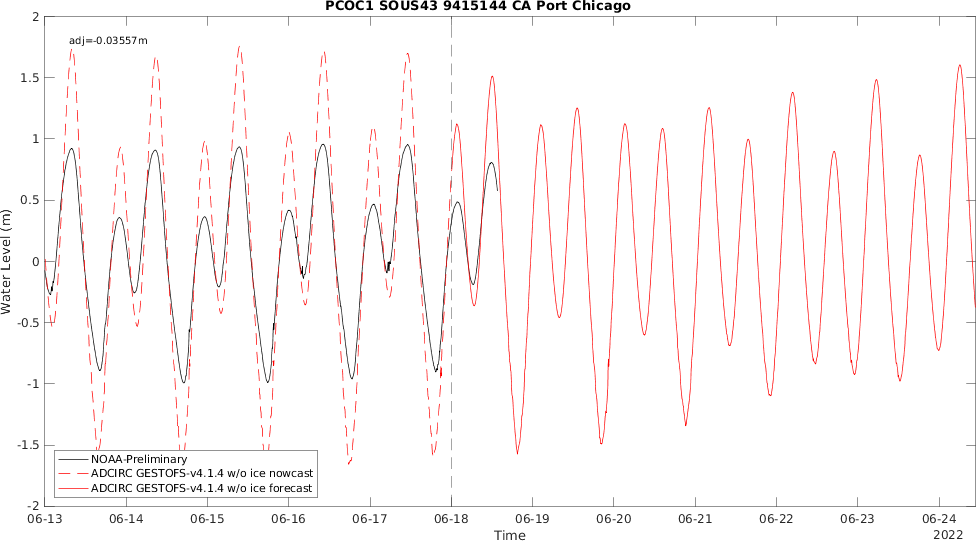 PCOC1 SOUS43 9415144 CA Port Chicago
adj=-0.03557m
2
1.5
1
0.5
0
-0.5
-1
-1.5
-2
Water Level (m)
NOAA-Preliminary
ADCIRC GESTOFS-v4.1.4 w/o ice nowcast
ADCIRC GESTOFS-v4.1.4 w/o ice forecast
06-13 06-14 06-15 06-16 06-17 06-18 06-19 06-20 06-21 06-22 06-23 06-24
Time
2022